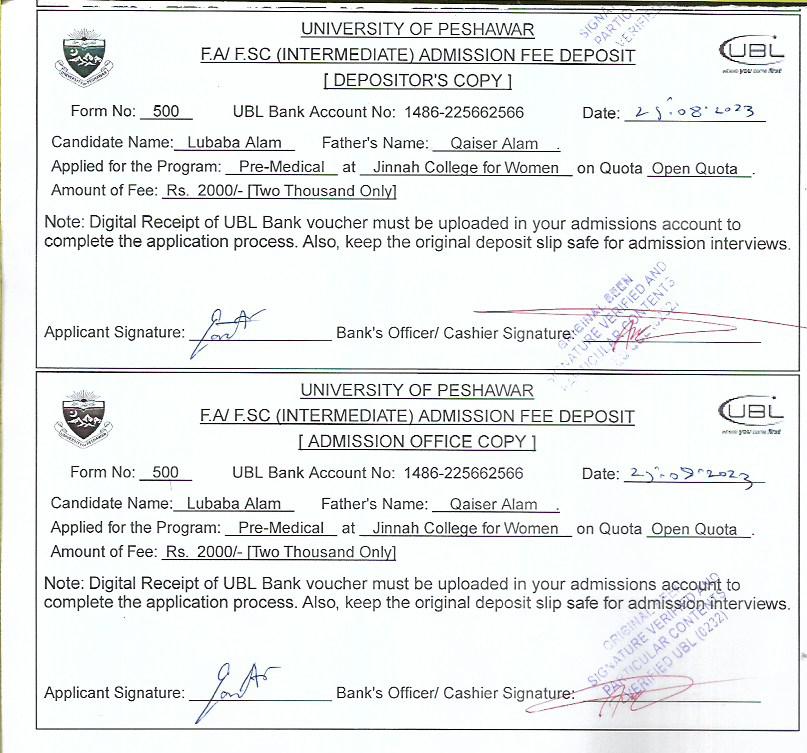 UNIVERSITY OF PESHAWAR
F.A/ F.SC (INTERMEDIATE) ADMISSION FEE DEPOSIT
[ DEPOSITOR'S COPY ]
UBL
where you come first
Form No: 500 UBL Bank Account No: 1486-225662566 Date: 25.08.2023
Candidate Name: Lubaba Alam Father's Name: Qaiser Alam .
Applied for the Program: Pre-Medical at Jinnah College for Women on Quota Open Quota .
Amount of Fee: Rs. 2000/- [Two Thousand Only]
Note: Digital Receipt of UBL Bank voucher must be uploaded in your admissions account to
complete the application process. Also, keep the original deposit slip safe for admission interviews.
ORIGINAL SEEN
SIGNATURE VERIFIED AND
PARTICULAR CONTENTS
Applicant Signature: Bank's Officer/ Cashier Signature:
UNIVERSITY OF PESHAWAR
F.A/ F.SC (INTERMEDIATE) ADMISSION FEE DEPOSIT
[ ADMISSION OFFICE COPY ]
UBL
where you come first
Form No: 500 UBL Bank Account No: 1486-225662566 Date: 25.08.2023
Candidate Name: Lubaba Alam Father's Name: Qaiser Alam .
Applied for the Program: Pre-Medical at Jinnah College for Women on Quota Open Quota .
Amount of Fee: Rs. 2000/- [Two Thousand Only]
Note: Digital Receipt of UBL Bank voucher must be uploaded in your admissions account to
complete the application process. Also, keep the original deposit slip safe for admission interviews.
ORIGINAL SEEN
SIGNATURE VERIFIED AND
PARTICULAR CONTENTS
VERIFIED UBL (0232)
Applicant Signature: Bank's Officer/ Cashier Signature: